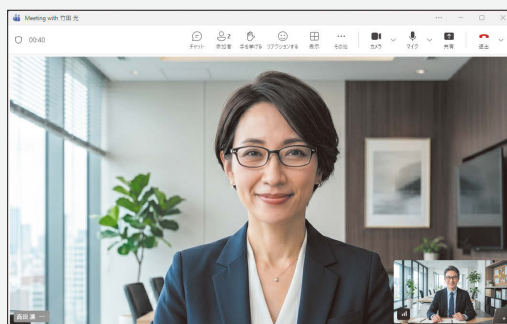 Meeting with 竹田 光
00:40
チャット
2
参加者
手を挙げる
リアクションする
表示
その他
カメラ
マイク
共有
退出